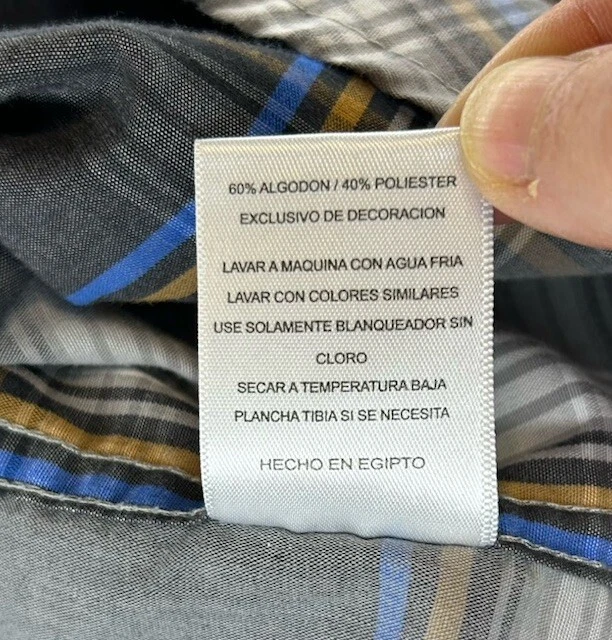 60% ALGODON / 40% POLIESTER
EXCLUSIVO DE DECORACION
LAVAR A MAQUINA CON AGUA FRIA
LAVAR CON COLORES SIMILARES
USE SOLAMENTE BLANQUEADOR SIN
CLORO
SECAR A TEMPERATURA BAJA
PLANCHA TIBIA SI SE NECESITA
HECHO EN EGIPTO